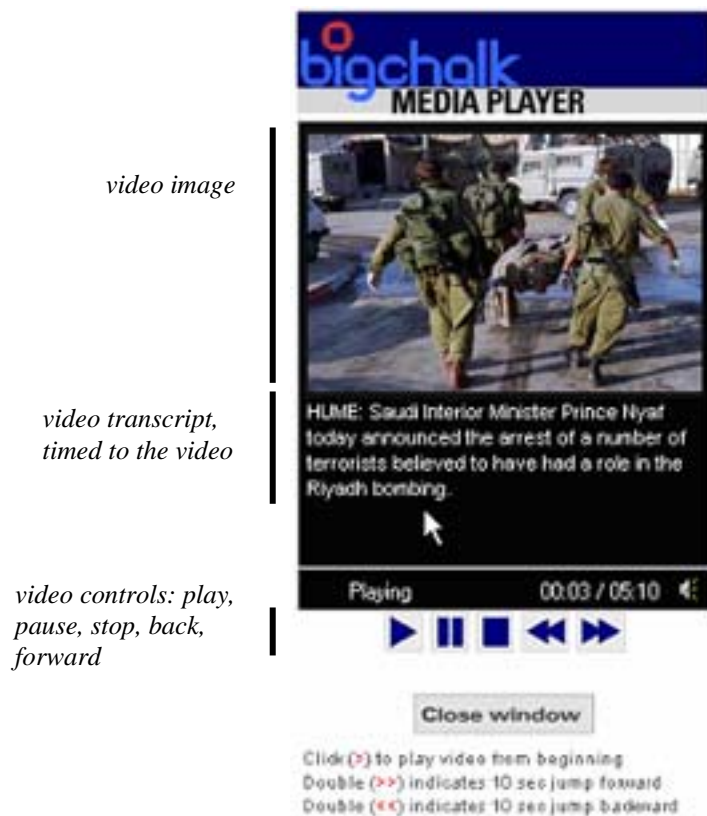 bigchalk
MEDIA PLAYER
video image
video transcript,
timed to the video
HUME: Saudi Interior Minister Prince Nyaf
today announced the arrest of a number of
terrorists believed to have had a role in the
Riyadh bombing.
Playing 00:03 / 05:10
video controls: play,
pause, stop, back,
forward
Close window
Click (>) to play video from beginning
Double (>>) indicates 10 sec jump forward
Double (<<) indicates 10 sec jump backward